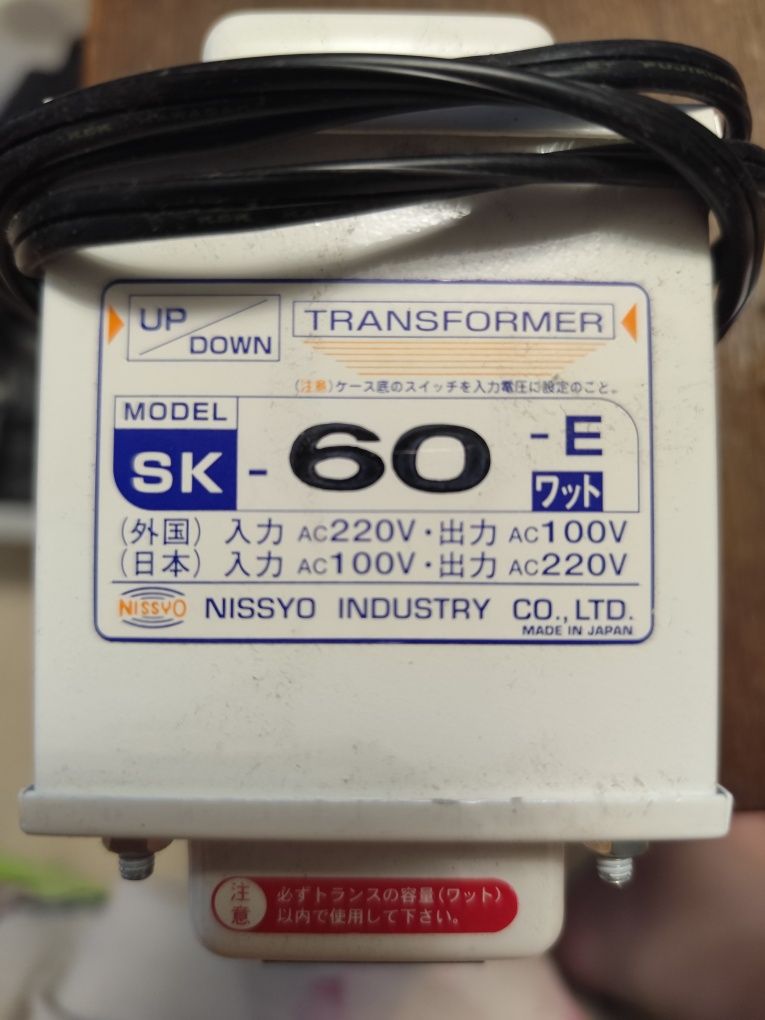 UP
DOWN
TRANSFORMER
(注意)ケース底のスイッチを入力電圧に設定のこと。
MODEL
SK-60-E
ワット
(外国) 入力 AC220V・出力 AC100V
(日本) 入力 AC100V・出力 AC220V
NISSYO NISSYO INDUSTRY CO.,LTD.
MADE IN JAPAN
注意
必ずトランスの容量(ワット)
以内で使用して下さい。